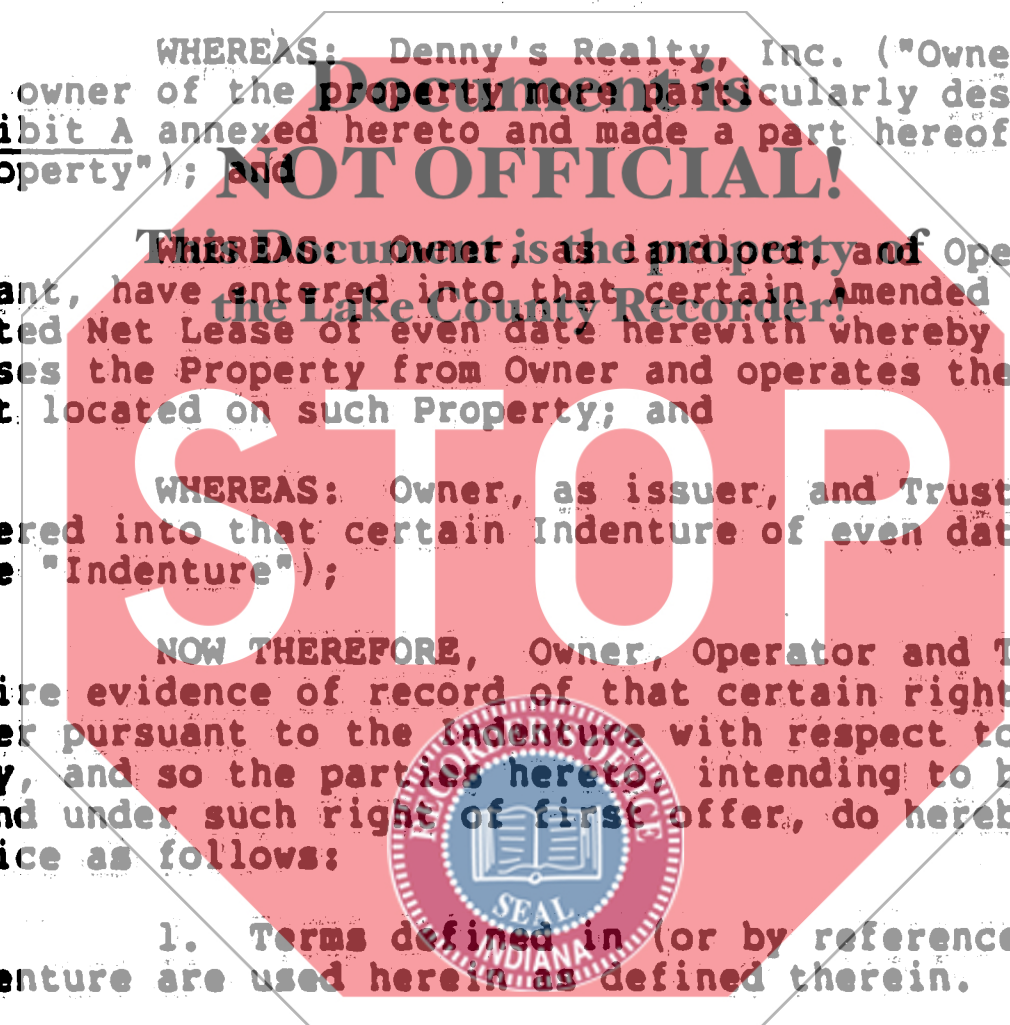 WHEREAS: Denny's Realty, Inc. ("Owne
owner of the property more particularly des
ibit A annexed hereto and made a part hereof
operty"); and
WHEREAS: Owner, as landlord, and Ope
ant, have entered into that certain Amended
ted Net Lease of even date herewith whereby
ses the Property from Owner and operates the
t located on such Property; and
WHEREAS: Owner, as issuer, and Trust
ered into that certain Indenture of even dat
e "Indenture");
NOW THEREFORE, Owner, Operator and T
ire evidence of record of that certain right
er pursuant to the Indenture with respect to
y, and so the parties hereto, intending to b
nd under such right of first offer, do hereb
ice as follows:
1. Terms defined in (or by reference
enture are used herein as defined therein.
Document is
NOT OFFICIAL!
This Document is the property of
the Lake County Recorder!
STOP
RECORDER'S OFFICE
SEAL
INDIANA